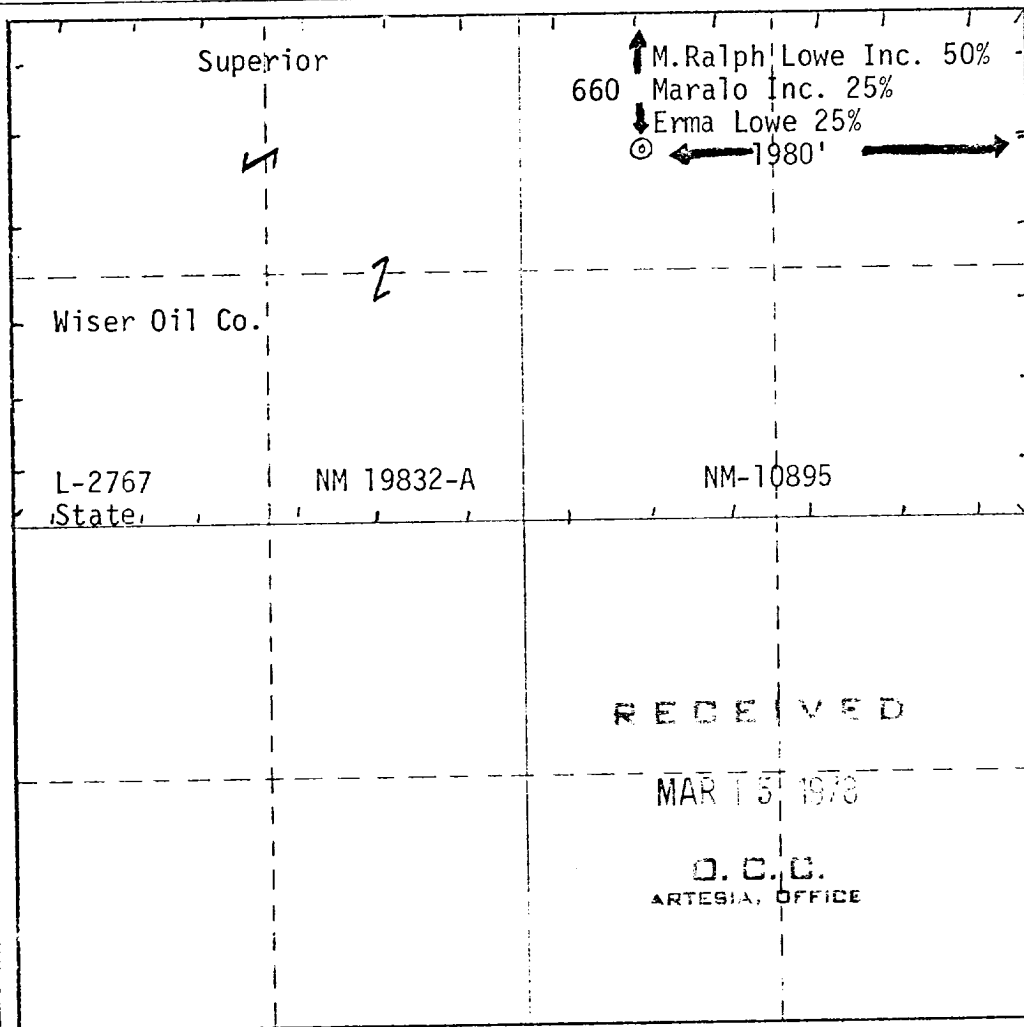 Superior
M.Ralph Lowe Inc. 50%
660 Maralo Inc. 25%
Erma Lowe 25%
1980'
Wiser Oil Co.
L-2767
State
NM 19832-A
NM-10895
RECEIVED
MAR 15 1978
O. C. C.
ARTESIA, OFFICE